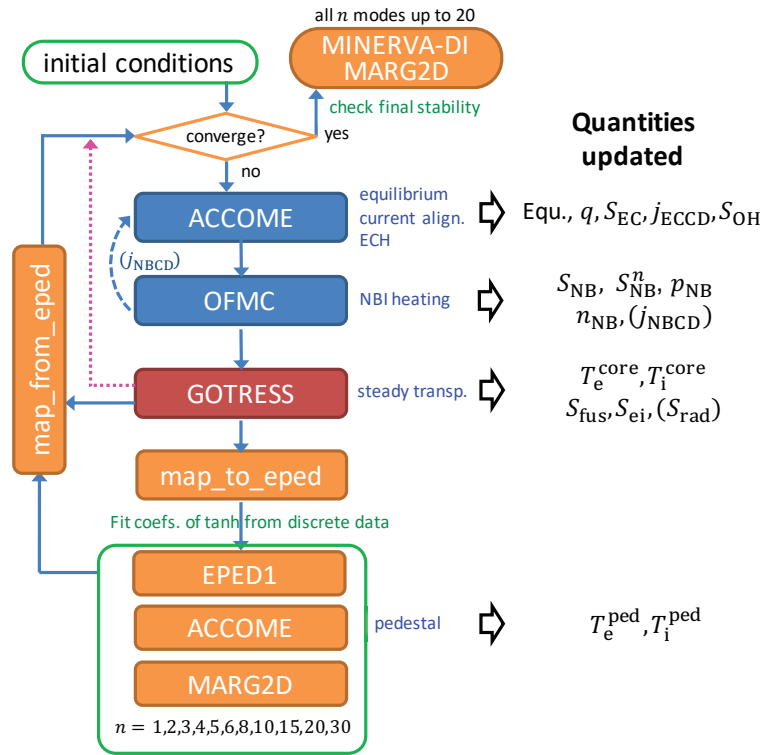 all n modes up to 20
initial conditions
MINERVA-DI
MARG2D
check final stability
converge?
yes
no
Quantities
updated
ACCOME
equilibrium
current align.
ECH
Equ., q, S_EC, j_ECCD, S_OH
(j_NBCD)
OFMC
NBI heating
S_NB, S_NB^n, p_NB
n_NB, (j_NBCD)
map_from_eped
GOTRESS
steady transp.
T_e^core, T_i^core
S_fus, S_ei, (S_rad)
map_to_eped
Fit coefs. of tanh from discrete data
EPED1
ACCOME
MARG2D
pedestal
T_e^ped, T_i^ped
n = 1,2,3,4,5,6,8,10,15,20,30